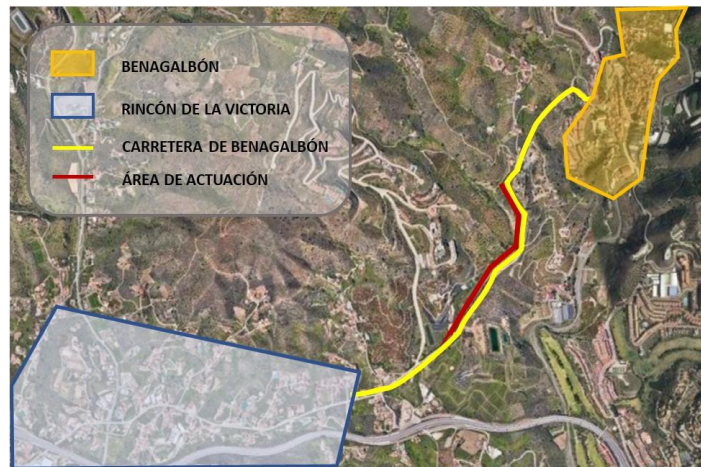 BENAGALBÓN
RINCÓN DE LA VICTORIA
CARRETERA DE BENAGALBÓN
ÁREA DE ACTUACIÓN